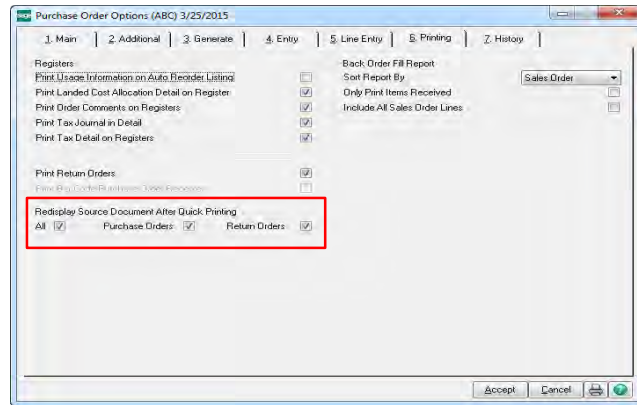 sage Purchase Order Options (ABC) 3/25/2015
1. Main 2. Additional 3. Generate 4. Entry 5. Line Entry 6. Printing 7. History
Registers
Print Usage Information on Auto Reorder Listing
Print Landed Cost Allocation Detail on Register
Print Order Comments on Registers
Print Tax Journal in Detail
Print Tax Detail on Registers
Print Return Orders
Redisplay Source Document After Quick Printing
All Purchase Orders Return Orders
Back Order Fill Report
Sort Report By Sales Order
Only Print Items Received
Include All Sales Order Lines
Accept Cancel